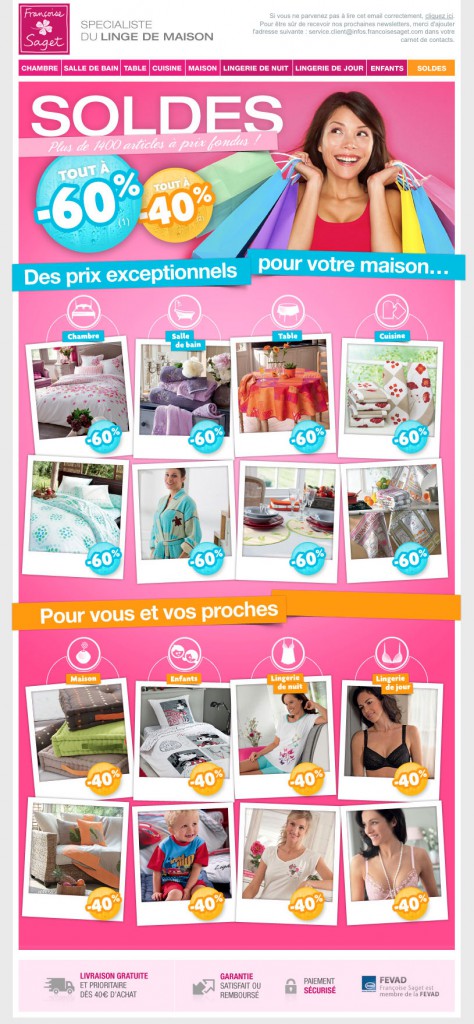 Françoise
Saget
SPECIALISTE
DU LINGE DE MAISON
Si vous ne parvenez pas à lire cet email correctement, cliquez ici.
Pour être sûr de recevoir nos prochaines newsletters, merci d'ajouter
l'adresse suivante : service.client@infos.francoisesaget.com dans votre
carnet de contacts.
CHAMBRE SALLE DE BAIN TABLE CUISINE MAISON LINGERIE DE NUIT LINGERIE DE JOUR ENFANTS SOLDES
SOLDES
Plus de 1400 articles à prix fondus !
TOUT À
-60%
(1)
TOUT À
-40%
(2)
Des prix exceptionnels pour votre maison...
Chambre
Salle
de bain
Table
Cuisine
-60% -60% -60% -60%
-60% -60% -60% -60%
Pour vous et vos proches
Maison
Enfants
Lingerie
de nuit
Lingerie
de jour
-40% -40% -40% -40%
-40% -40% -40% -40%
LIVRAISON GRATUITE
ET PRIORITAIRE
DÈS 40€ D'ACHAT
GARANTIE
SATISFAIT OU
REMBOURSÉ
PAIEMENT
SÉCURISÉ
FEVAD
Françoise Saget est
membre de la FEVAD